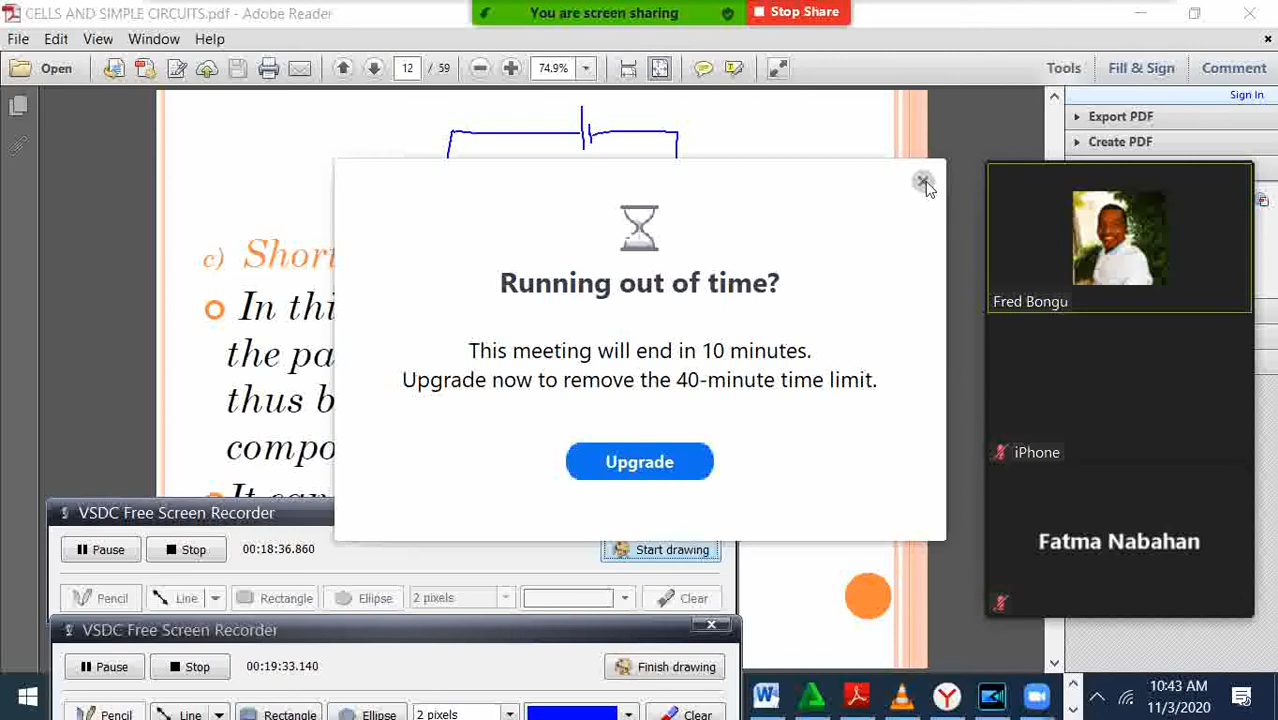 CELLS AND SIMPLE CIRCUITS.pdf - Adobe Reader
You are screen sharing
Stop Share
File Edit View Window Help
Open
12 / 59
74.9%
Tools Fill & Sign Comment
Sign In
Export PDF
Create PDF
c) Short
In thi
the pa
thus b
compo
It can
Running out of time?
This meeting will end in 10 minutes.
Upgrade now to remove the 40-minute time limit.
Upgrade
Fred Bongu
iPhone
Fatma Nabahan
VSDC Free Screen Recorder
Pause Stop 00:18:36.860 Start drawing
Pencil Line Rectangle Ellipse 2 pixels Clear
VSDC Free Screen Recorder
Pause Stop 00:19:33.140 Finish drawing
Pencil Line Rectangle Ellipse 2 pixels Clear
10:43 AM
11/3/2020